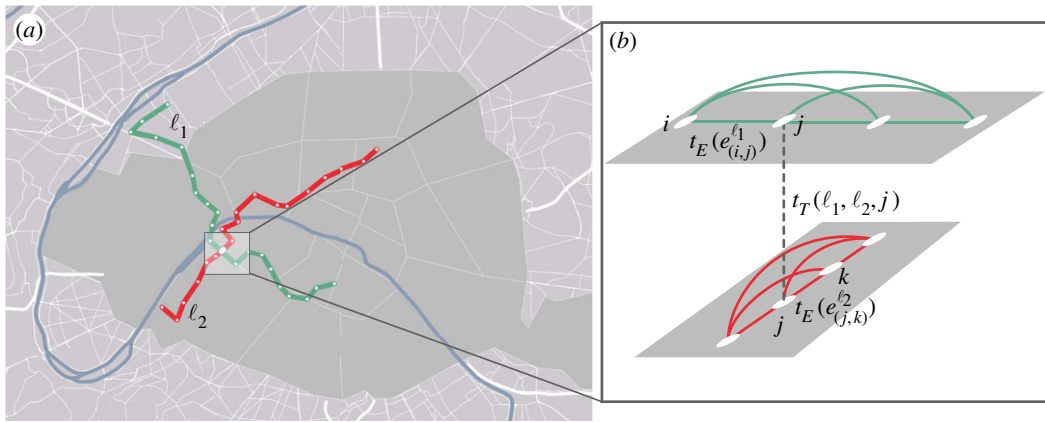 (a)
ℓ₁
ℓ₂
(b)
i
j
t_E(e^{ℓ₁}_{(i,j)})
t_T(ℓ₁, ℓ₂, j)
k
j
t_E(e^{ℓ₂}_{(j,k)})